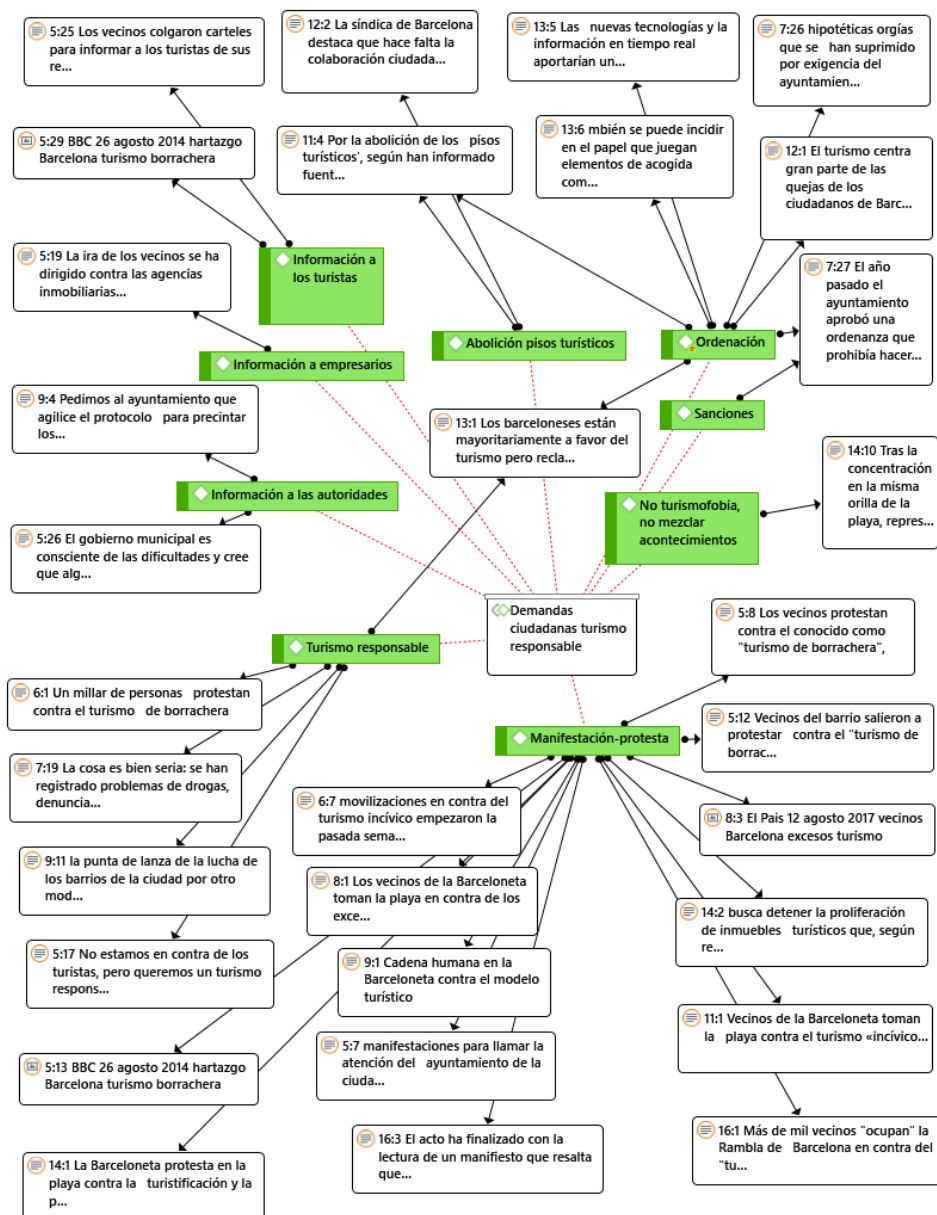 5:25 Los vecinos colgaron carteles
para informar a los turistas de sus
re...
12:2 La síndica de Barcelona
destaca que hace falta la
colaboración ciudada...
13:5 Las nuevas tecnologías y la
información en tiempo real
aportarían un...
7:26 hipotéticas orgías
que se han suprimido
por exigencia del
ayuntamien...
5:29 BBC 26 agosto 2014 hartazgo
Barcelona turismo borrachera
11:4 Por la abolición de los pisos
turísticos', según han informado
fuent...
13:6 mbién se puede incidir
en el papel que juegan
elementos de acogida
com...
12:1 El turismo centra
gran parte de las
quejas de los
ciudadanos de Barc...
5:19 La ira de los vecinos se ha
dirigido contra las agencias
inmobiliarias...
Información a
los turistas
7:27 El año
pasado el
ayuntamiento
aprobó una
ordenanza que
prohibía hacer...
Abolición pisos turísticos
Ordenación
Información a empresarios
9:4 Pedimos al ayuntamiento que
agilice el protocolo para precintar
los...
13:1 Los barceloneses están
mayoritariamente a favor del
turismo pero recla...
Sanciones
14:10 Tras la
concentración
en la misma
orilla de la
playa, repres...
Información a las autoridades
No turismofobia,
no mezclar
acontecimientos
5:26 El gobierno municipal es
consciente de las dificultades y cree
que alg...
Demandas
ciudadanas turismo
responsable
5:8 Los vecinos protestan
contra el conocido como
"turismo de borrachera",
Turismo responsable
6:1 Un millar de personas protestan
contra el turismo de borrachera
5:12 Vecinos del barrio salieron a
protestar contra el "turismo de
borrac...
Manifestación-protesta
7:19 La cosa es bien seria: se han
registrado problemas de drogas,
denuncia...
6:7 movilizaciones en contra del
turismo incívico empezaron la
pasada sema...
8:3 El Pais 12 agosto 2017 vecinos
Barcelona excesos turismo
9:11 la punta de lanza de la lucha de
los barrios de la ciudad por otro
mod...
8:1 Los vecinos de la Barceloneta
toman la playa en contra de los
exce...
14:2 busca detener la proliferación
de inmuebles turísticos que, según
re...
5:17 No estamos en contra de los
turistas, pero queremos un turismo
respons...
9:1 Cadena humana en la
Barceloneta contra el modelo
turístico
11:1 Vecinos de la Barceloneta toman
la playa contra el turismo «incívico...
5:13 BBC 26 agosto 2014 hartazgo
Barcelona turismo borrachera
5:7 manifestaciones para llamar la
atención del ayuntamiento de la
ciuda...
16:3 El acto ha finalizado con la
lectura de un manifiesto que resalta
que...
16:1 Más de mil vecinos "ocupan" la
Rambla de Barcelona en contra del
"tu...
14:1 La Barceloneta protesta en la
playa contra la turistificación y la
p...